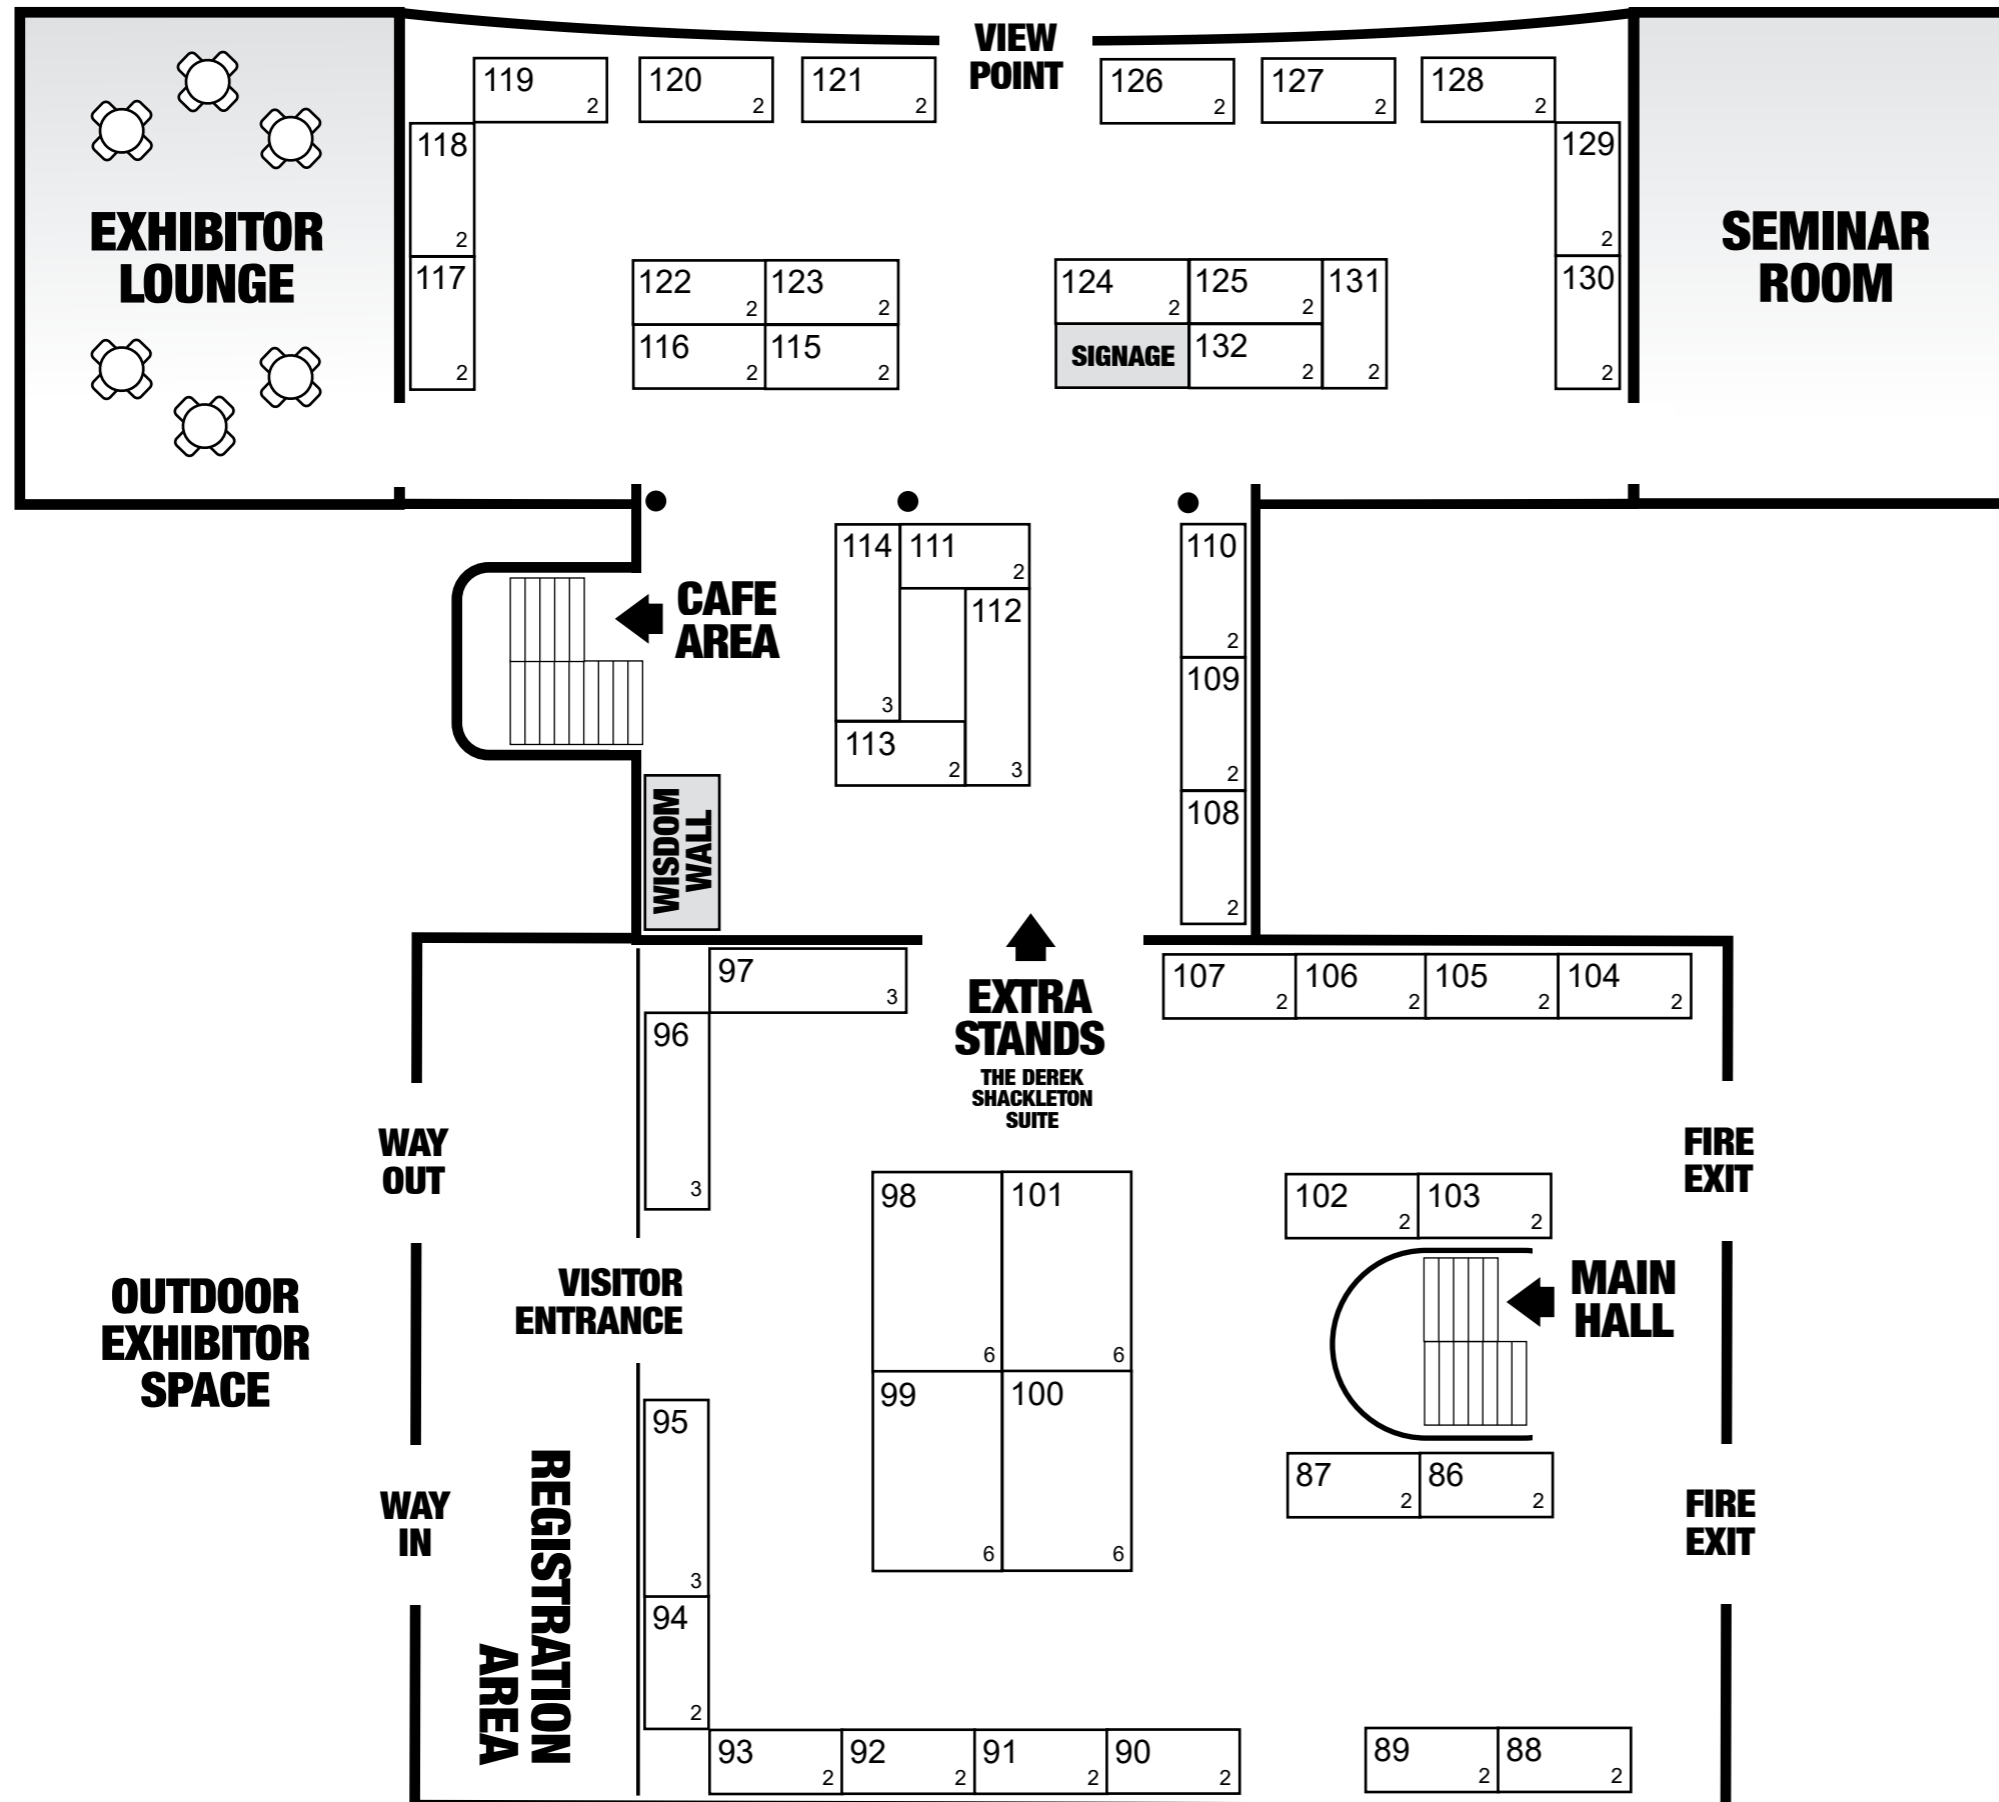 VIEW
POINT
119
2
120
2
121
2
126
2
127
2
128
2
118
2
129
2
EXHIBITOR
LOUNGE
SEMINAR
ROOM
117
2
122
2
123
2
124
2
125
2
131
2
130
2
116
2
115
2
SIGNAGE
132
2
114
3
111
2
110
2
CAFE
AREA
112
3
109
2
113
2
WISDOM
WALL
108
2
97
3
EXTRA
STANDS
THE DEREK
SHACKLETON
SUITE
107
2
106
2
105
2
104
2
96
3
WAY
OUT
FIRE
EXIT
98
6
101
6
102
2
103
2
VISITOR
ENTRANCE
MAIN
HALL
OUTDOOR
EXHIBITOR
SPACE
99
6
100
6
95
3
87
2
86
2
WAY
IN
REGISTRATION
AREA
FIRE
EXIT
94
2
93
2
92
2
91
2
90
2
89
2
88
2